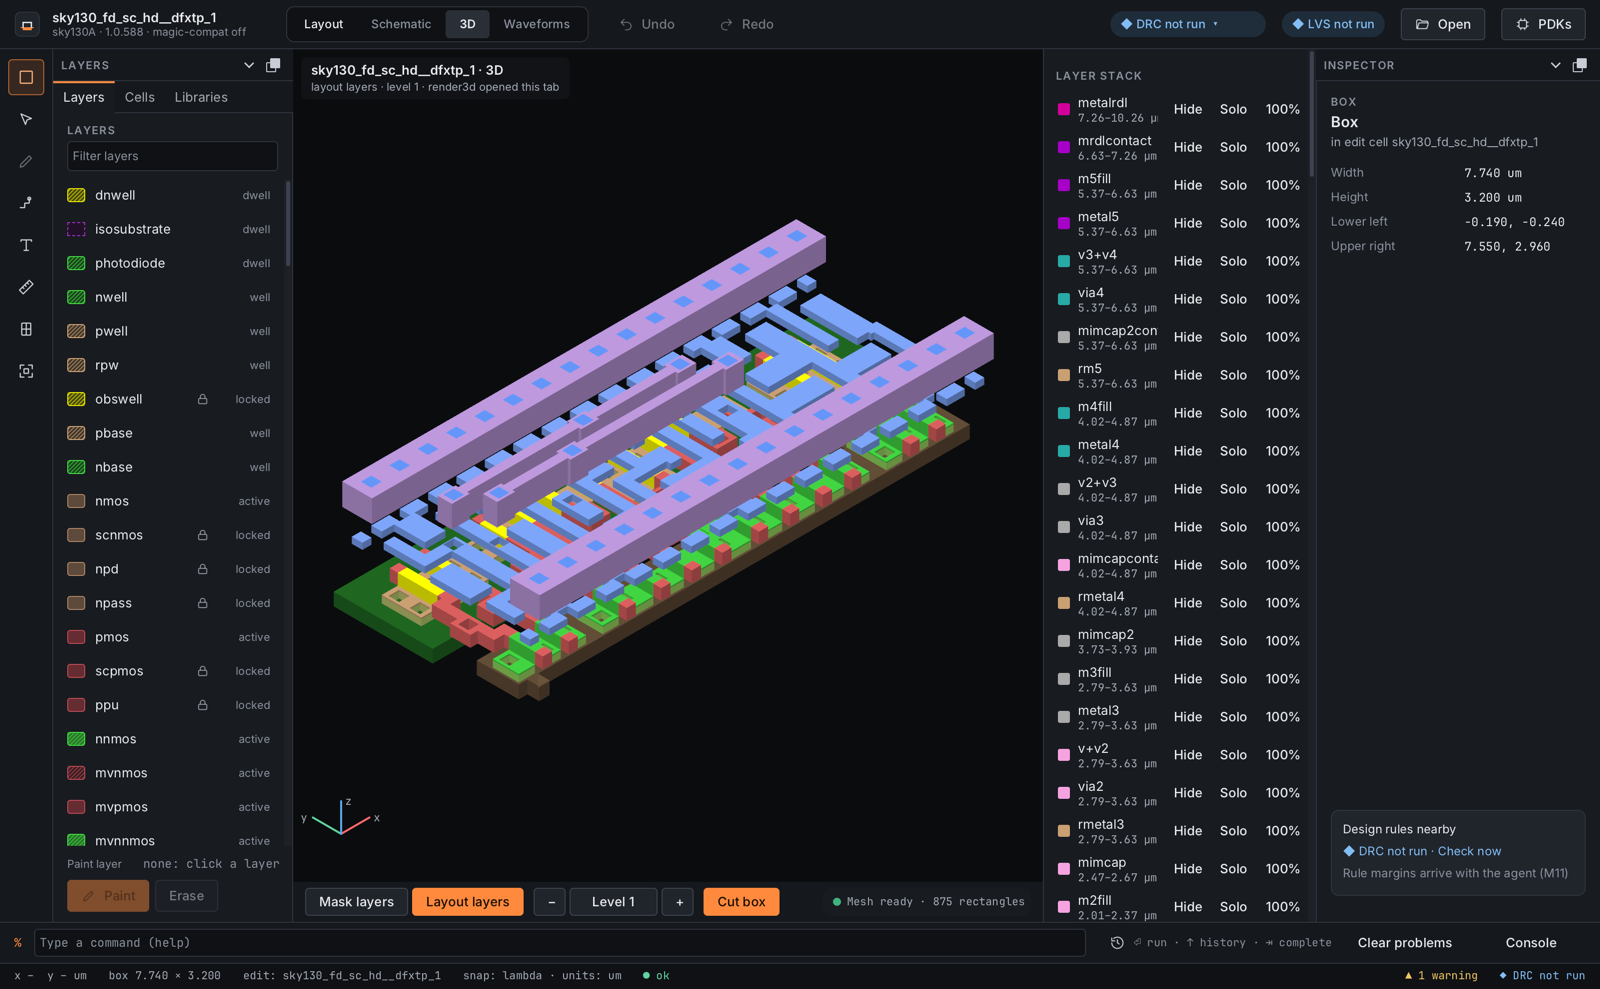 sky130_fd_sc_hd__dfxtp_1
sky130A · 1.0.588 · magic-compat off
Layout Schematic 3D Waveforms
Undo Redo
DRC not run
LVS not run
Open
PDKs
LAYERS
Layers Cells Libraries
LAYERS
Filter layers
dnwell dwell
isosubstrate dwell
photodiode dwell
nwell well
pwell well
rpw well
obswell locked
pbase well
nbase well
nmos active
scnmos locked
npd locked
npass locked
pmos active
scpmos locked
ppu locked
nnmos active
mvnmos active
mvpmos active
mvnnmos active
Paint layer none: click a layer
Paint Erase
sky130_fd_sc_hd__dfxtp_1 · 3D
layout layers · level 1 · render3d opened this tab
z
y x
Mask layers Layout layers − Level 1 + Cut box
Mesh ready · 875 rectangles
LAYER STACK
metalrdl Hide Solo 100%
7.26–10.26 µ
mrdlcontact Hide Solo 100%
6.63–7.26 µm
m5fill Hide Solo 100%
5.37–6.63 µm
metal5 Hide Solo 100%
5.37–6.63 µm
v3+v4 Hide Solo 100%
5.37–6.63 µm
via4 Hide Solo 100%
5.37–6.63 µm
mimcap2con Hide Solo 100%
5.37–6.63 µm
rm5 Hide Solo 100%
5.37–6.63 µm
m4fill Hide Solo 100%
4.02–4.87 µm
metal4 Hide Solo 100%
4.02–4.87 µm
v2+v3 Hide Solo 100%
4.02–4.87 µm
via3 Hide Solo 100%
4.02–4.87 µm
mimcapconta Hide Solo 100%
4.02–4.87 µm
rmetal4 Hide Solo 100%
4.02–4.87 µm
mimcap2 Hide Solo 100%
3.73–3.93 µm
m3fill Hide Solo 100%
2.79–3.63 µm
metal3 Hide Solo 100%
2.79–3.63 µm
v+v2 Hide Solo 100%
2.79–3.63 µm
via2 Hide Solo 100%
2.79–3.63 µm
rmetal3 Hide Solo 100%
2.79–3.63 µm
mimcap Hide Solo 100%
2.47–2.67 µm
m2fill Hide Solo 100%
2.01–2.37 µm
INSPECTOR
BOX
Box
in edit cell sky130_fd_sc_hd__dfxtp_1
Width 7.740 um
Height 3.200 um
Lower left -0.190, -0.240
Upper right 7.550, 2.960
Design rules nearby
DRC not run · Check now
Rule margins arrive with the agent (M11)
% Type a command (help)
run · ↑ history · ⇥ complete
Clear problems
Console
x – y – um box 7.740 × 3.200 edit: sky130_fd_sc_hd__dfxtp_1 snap: lambda · units: um ok
1 warning
DRC not run